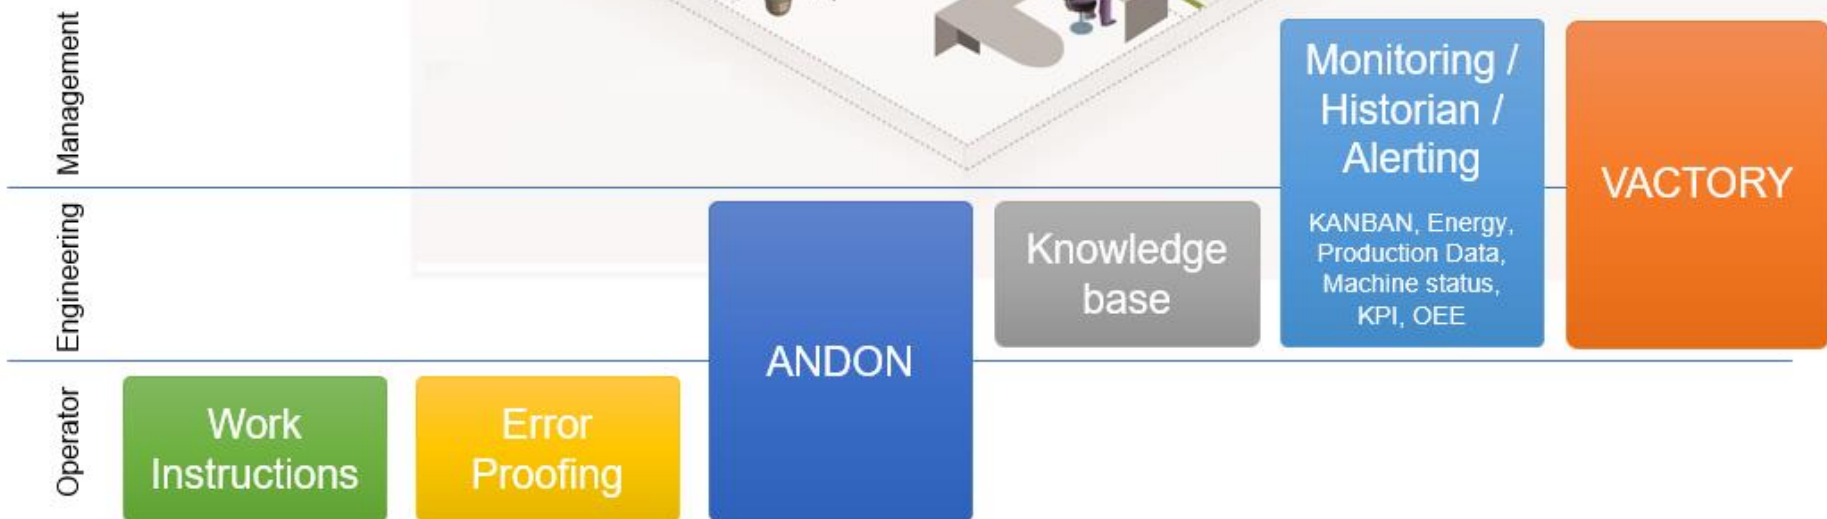 Management
Monitoring /
Historian /
Alerting
VACTORY
Engineering
Knowledge
base
KANBAN, Energy,
Production Data,
Machine status,
KPI, OEE
ANDON
Operator
Work
Instructions
Error
Proofing